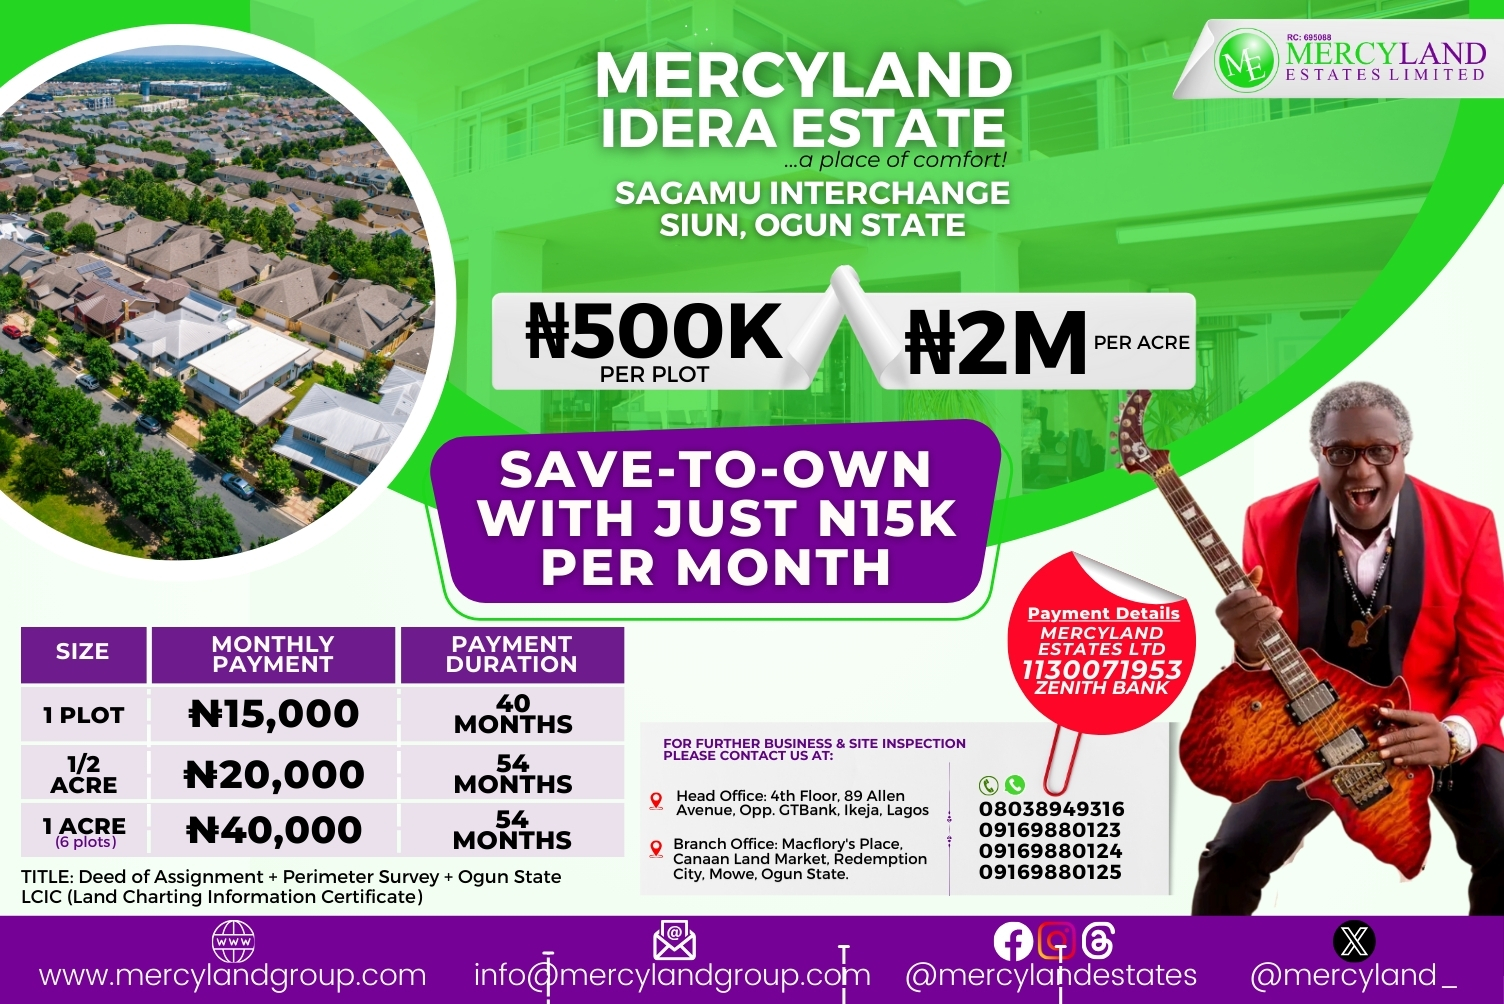 RC: 695088
ME
MERCYLAND
ESTATES LIMITED
MERCYLAND
IDERA ESTATE
...a place of comfort!
SAGAMU INTERCHANGE
SIUN, OGUN STATE
₦500K
PER PLOT
₦2M PER ACRE
SAVE-TO-OWN
WITH JUST N15K
PER MONTH
Payment Details
MERCYLAND
ESTATES LTD
1130071953
ZENITH BANK
SIZE
MONTHLY
PAYMENT
PAYMENT
DURATION
1 PLOT
₦15,000
40
MONTHS
1/2
ACRE
₦20,000
54
MONTHS
1 ACRE
(6 plots)
₦40,000
54
MONTHS
TITLE: Deed of Assignment + Perimeter Survey + Ogun State
LCIC (Land Charting Information Certificate)
FOR FURTHER BUSINESS & SITE INSPECTION
PLEASE CONTACT US AT:
Head Office: 4th Floor, 89 Allen
Avenue, Opp. GTBank, Ikeja, Lagos
Branch Office: Macflory's Place,
Canaan Land Market, Redemption
City, Mowe, Ogun State.
08038949316
09169880123
09169880124
09169880125
www
www.mercylandgroup.com
info@mercylandgroup.com
@mercylandestates
@mercyland_